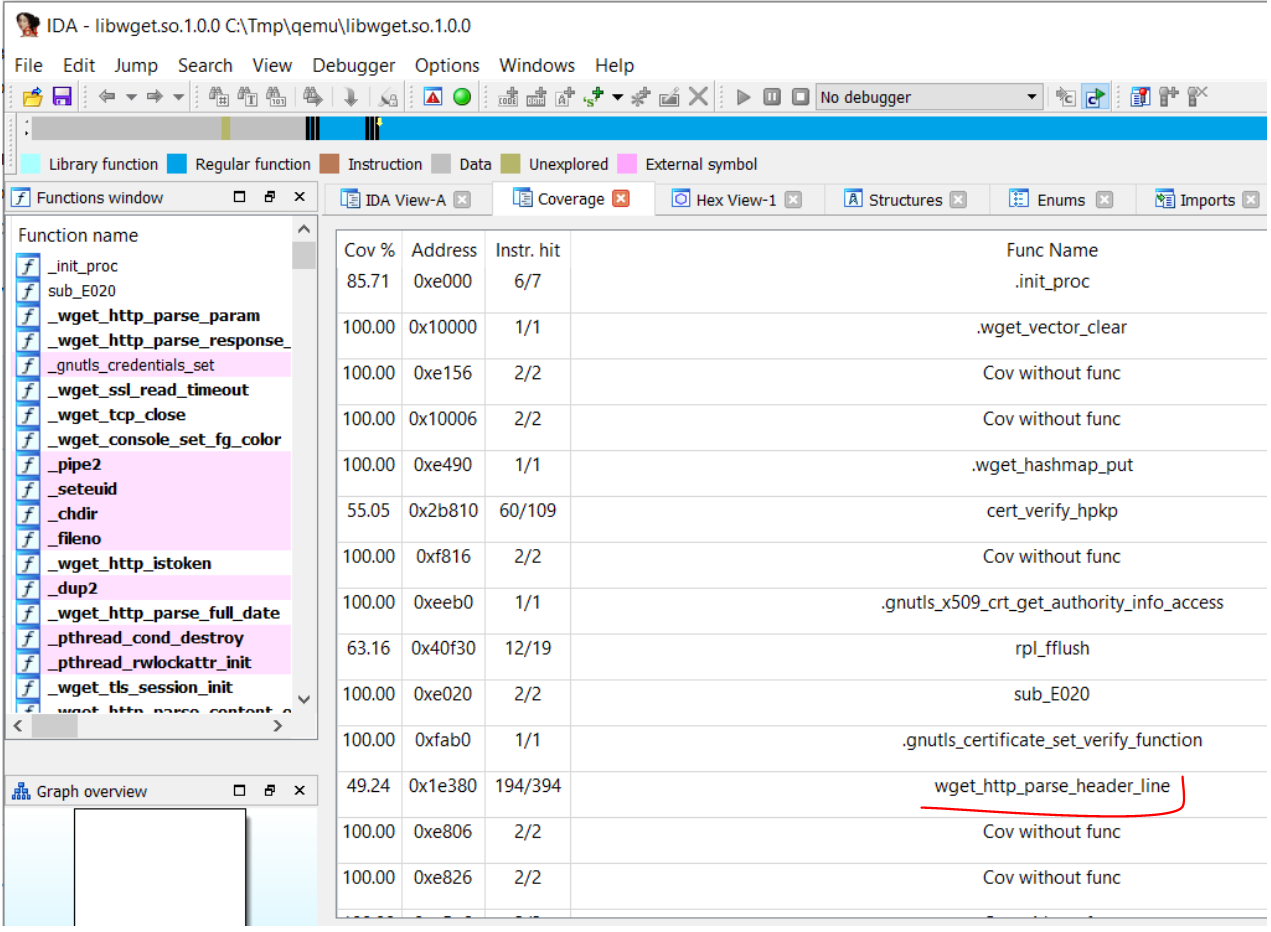 IDA - libwget.so.1.0.0 C:\Tmp\qemu\libwget.so.1.0.0
File Edit Jump Search View Debugger Options Windows Help
No debugger
Library function Regular function Instruction Data Unexplored External symbol
Functions window
IDA View-A Coverage Hex View-1 Structures Enums Imports
Function name
_init_proc
sub_E020
_wget_http_parse_param
_wget_http_parse_response_
_gnutls_credentials_set
_wget_ssl_read_timeout
_wget_tcp_close
_wget_console_set_fg_color
_pipe2
_seteuid
_chdir
_fileno
_wget_http_istoken
_dup2
_wget_http_parse_full_date
_pthread_cond_destroy
_pthread_rwlockattr_init
_wget_tls_session_init
Graph overview
Cov % Address Instr. hit Func Name
85.71 0xe000 6/7 .init_proc
100.00 0x10000 1/1 .wget_vector_clear
100.00 0xe156 2/2 Cov without func
100.00 0x10006 2/2 Cov without func
100.00 0xe490 1/1 .wget_hashmap_put
55.05 0x2b810 60/109 cert_verify_hpkp
100.00 0xf816 2/2 Cov without func
100.00 0xeeb0 1/1 .gnutls_x509_crt_get_authority_info_access
63.16 0x40f30 12/19 rpl_fflush
100.00 0xe020 2/2 sub_E020
100.00 0xfab0 1/1 .gnutls_certificate_set_verify_function
49.24 0x1e380 194/394 wget_http_parse_header_line
100.00 0xe806 2/2 Cov without func
100.00 0xe826 2/2 Cov without func